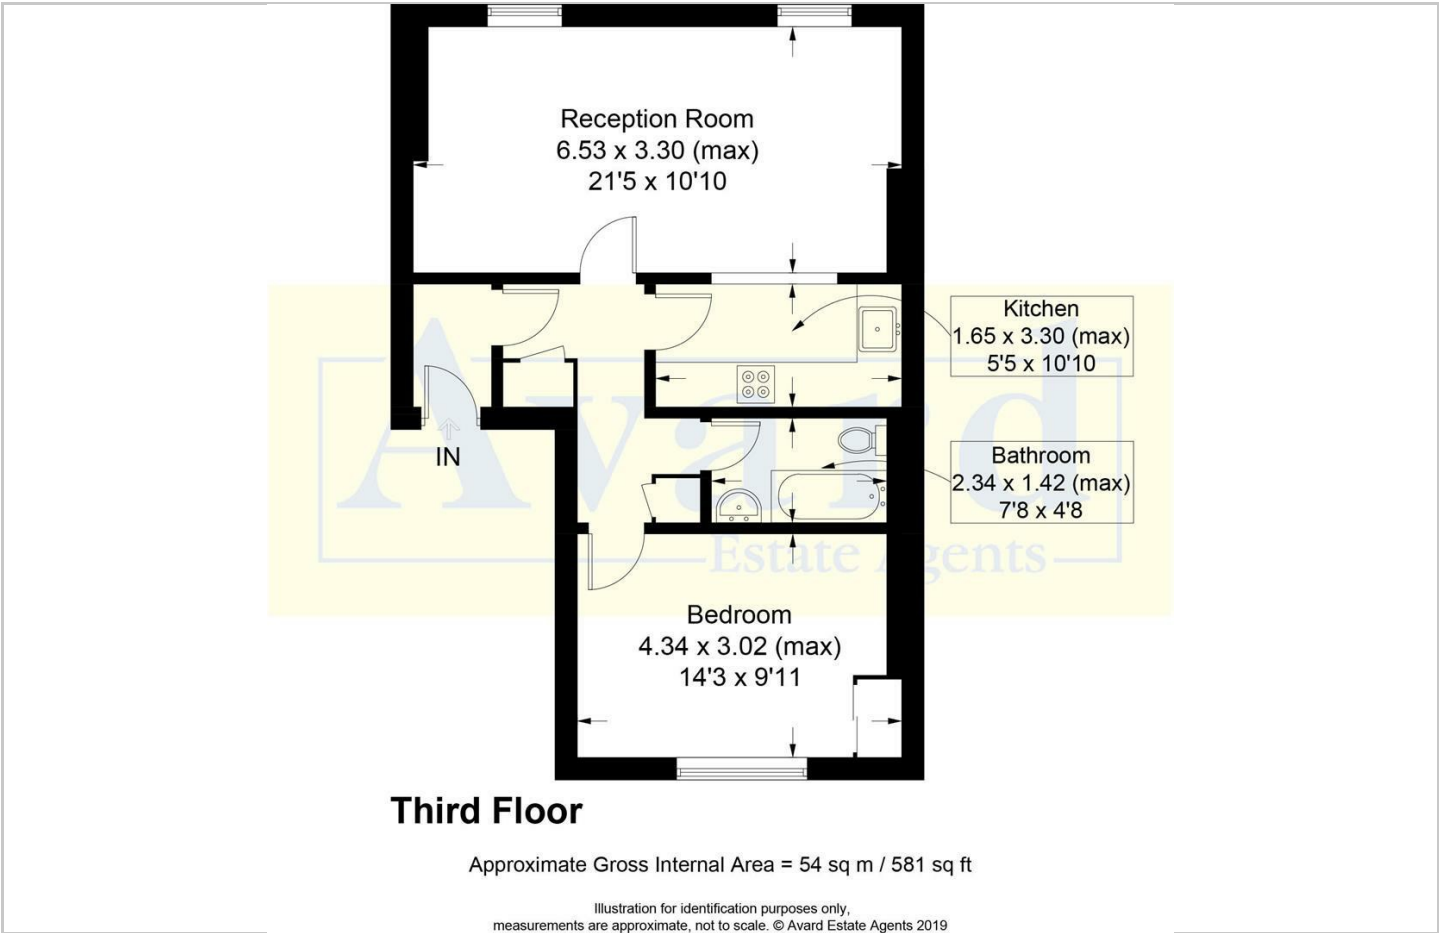 Reception Room
6.53 x 3.30 (max)
21'5 x 10'10
Kitchen
1.65 x 3.30 (max)
5'5 x 10'10
IN
Bathroom
2.34 x 1.42 (max)
7'8 x 4'8
Avard
Estate Agents
Bedroom
4.34 x 3.02 (max)
14'3 x 9'11
Third Floor
Approximate Gross Internal Area = 54 sq m / 581 sq ft
Illustration for identification purposes only,
measurements are approximate, not to scale. © Avard Estate Agents 2019